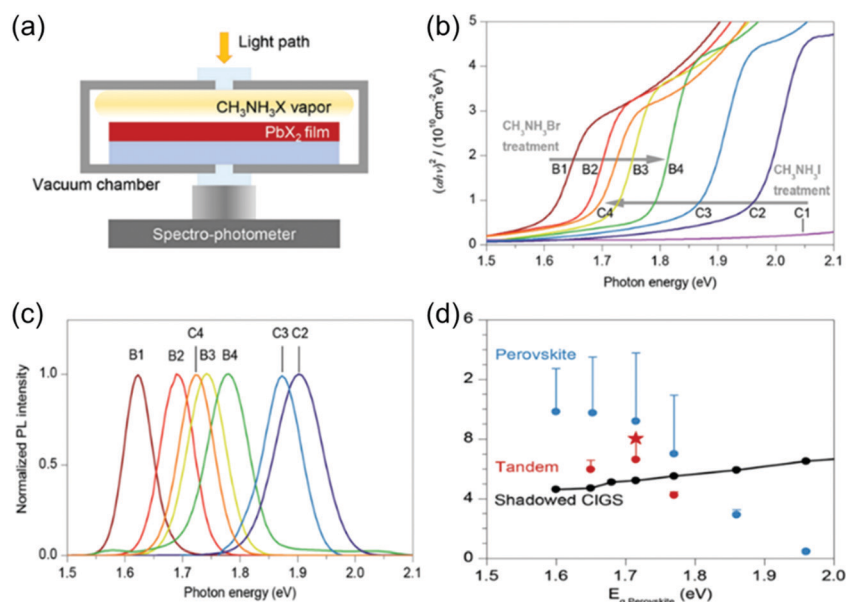 (a)
Light path
CH₃NH₃X vapor
PbX₂ film
Vacuum chamber
Spectro-photometer
(b)
(αhν)² / (10¹⁰cm⁻²eV²)
5
4
3
2
1
0
CH₃NH₃Br
treatment
B1
B2
B3
B4
CH₃NH₃I
treatment
C4
C3
C2
C1
1.5
1.6
1.7
1.8
1.9
2.0
2.1
Photon energy (eV)
(c)
Normalized PL intensity
1.0
0.5
0.0
B1
B2
C4
B3
B4
C3
C2
1.5
1.6
1.7
1.8
1.9
2.0
2.1
Photon energy (eV)
(d)
6
2
8
4
0
Perovskite
Tandem
Shadowed CIGS
1.5
1.6
1.7
1.8
1.9
2.0
E
(eV)